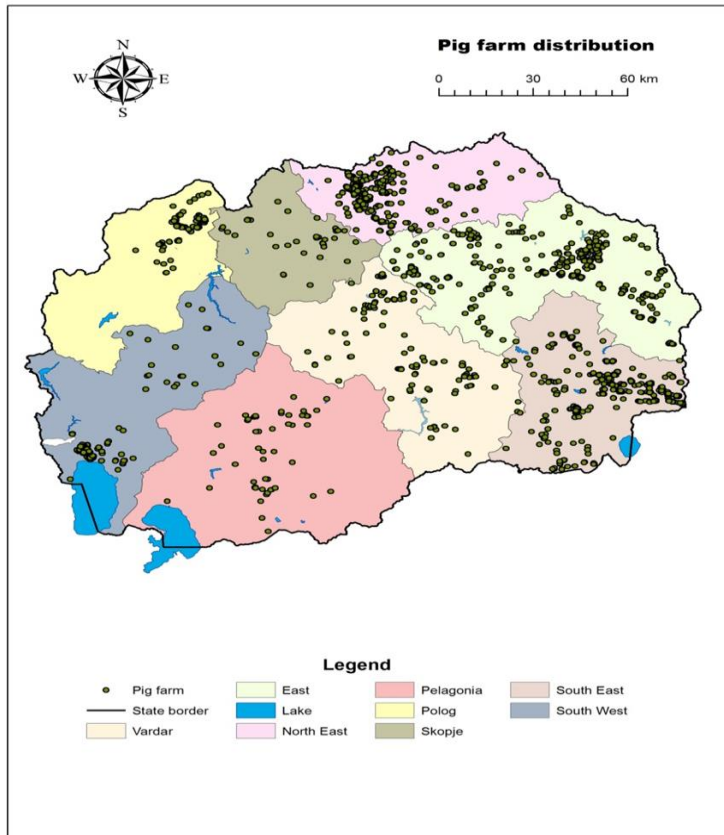 Pig farm distribution
N
W E
S
0 30 60 km
Legend
Pig farm East Pelagonia South East
State border Lake Polog South West
Vardar North East Skopje